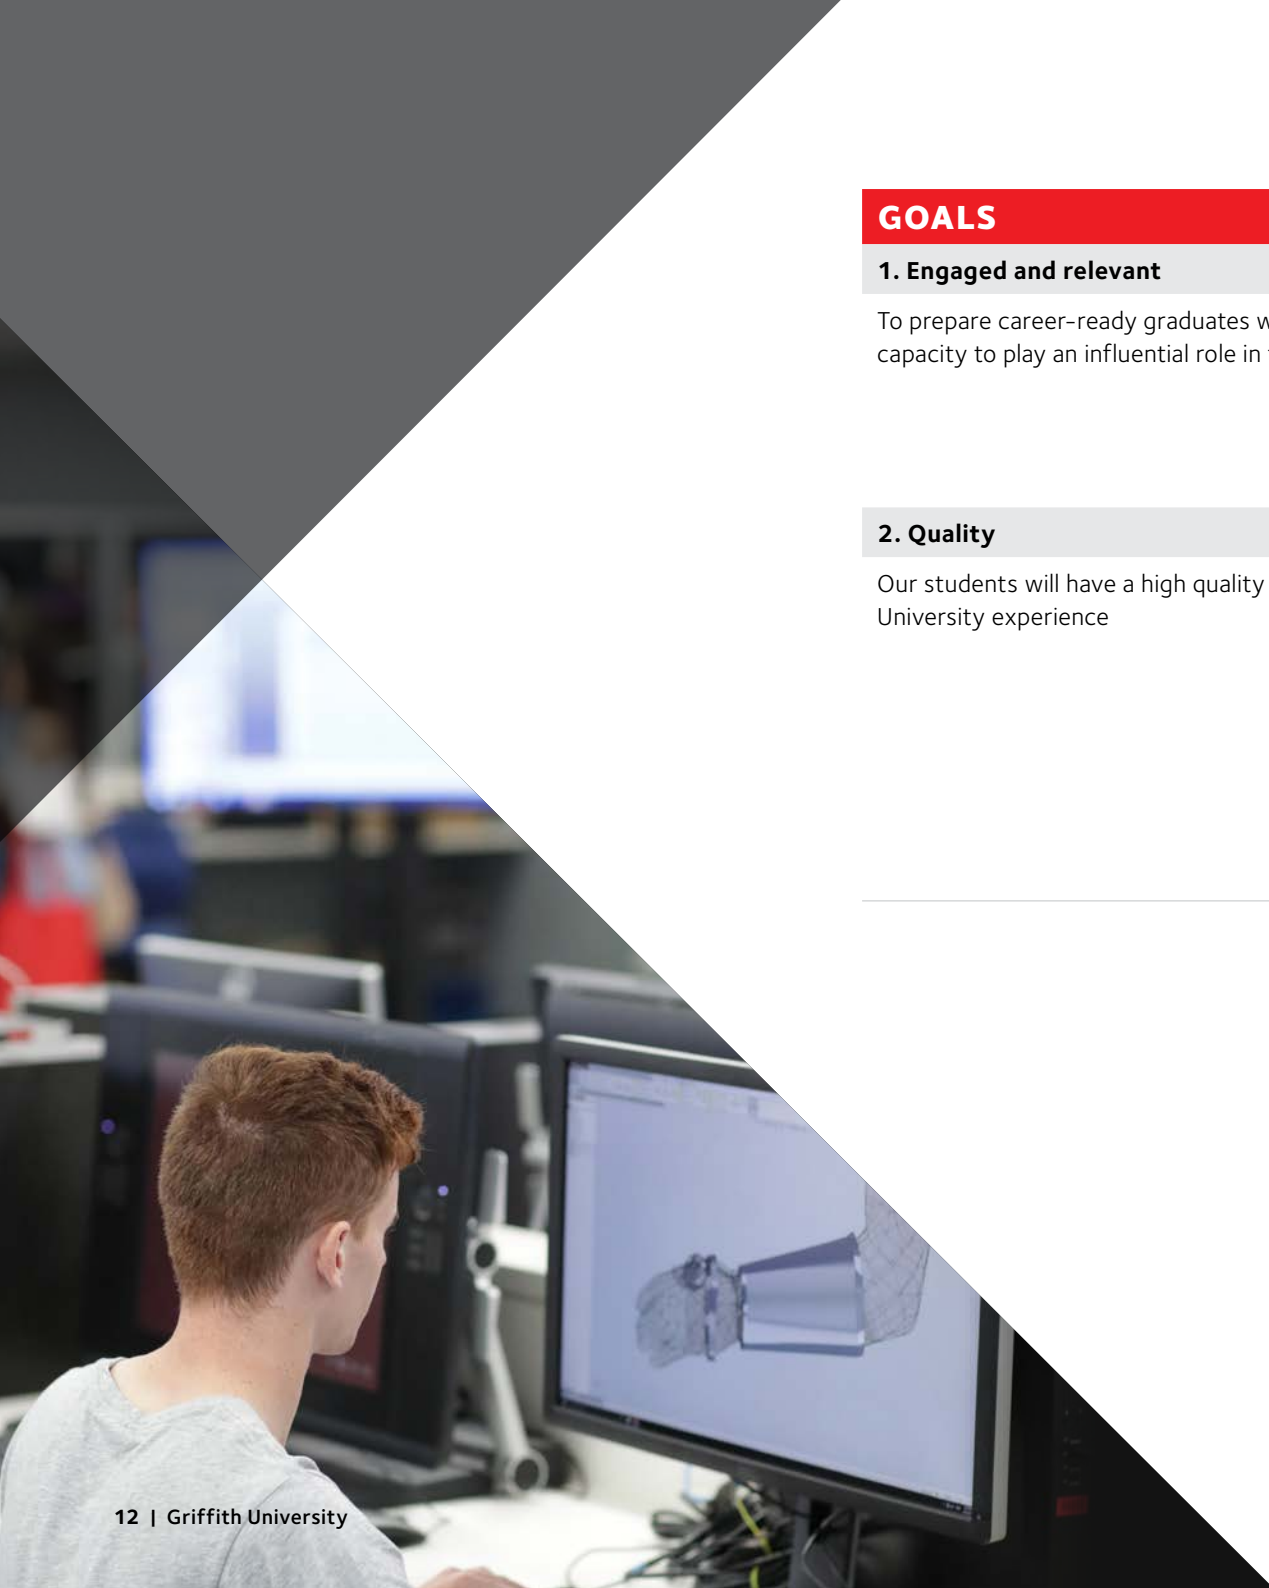 GOALS
1. Engaged and relevant
To prepare career-ready graduates
capacity to play an influential role in
2. Quality
Our students will have a high quality
University experience
12 | Griffith University